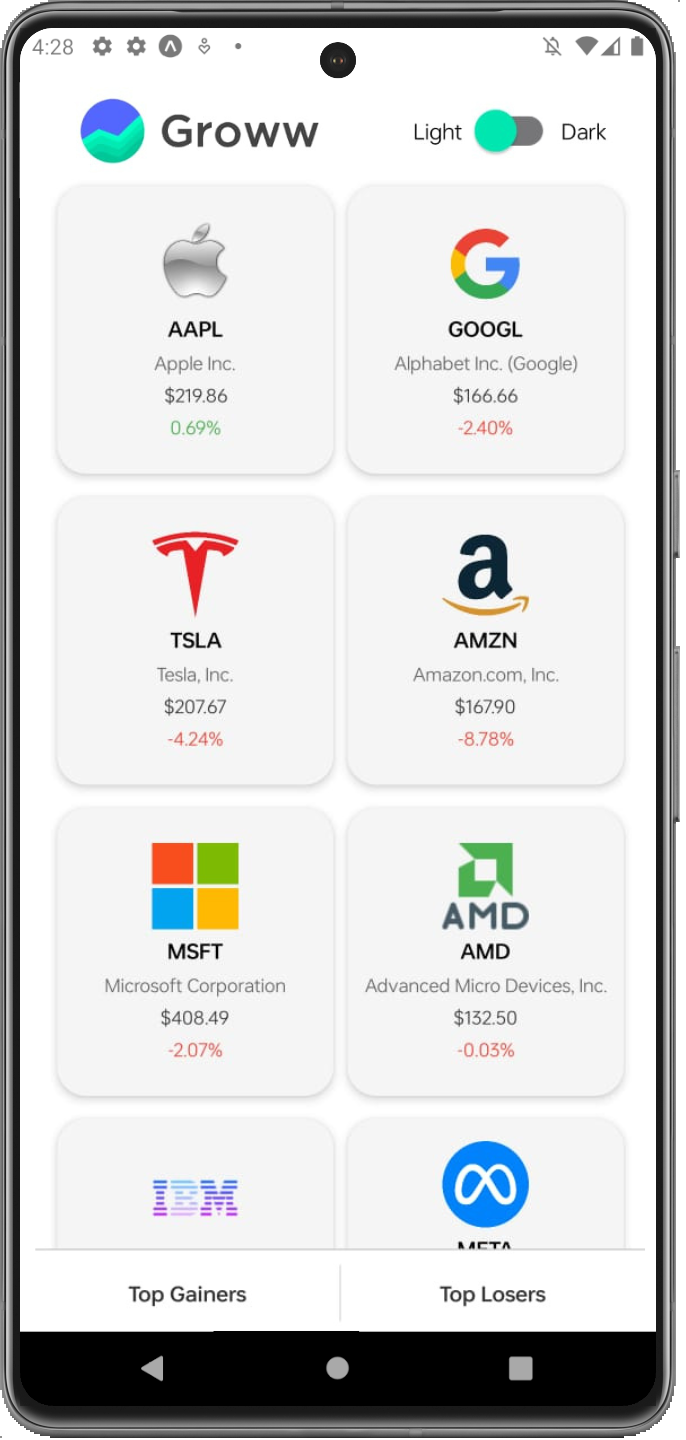 4:28
Groww
Light
Dark
AAPL
Apple Inc.
$219.86
0.69%
GOOGL
Alphabet Inc. (Google)
$166.66
-2.40%
TSLA
Tesla, Inc.
$207.67
-4.24%
a
AMZN
Amazon.com, Inc.
$167.90
-8.78%
MSFT
Microsoft Corporation
$408.49
-2.07%
AMD
AMD
Advanced Micro Devices, Inc.
$132.50
-0.03%
IBM
META
Top Gainers
Top Losers